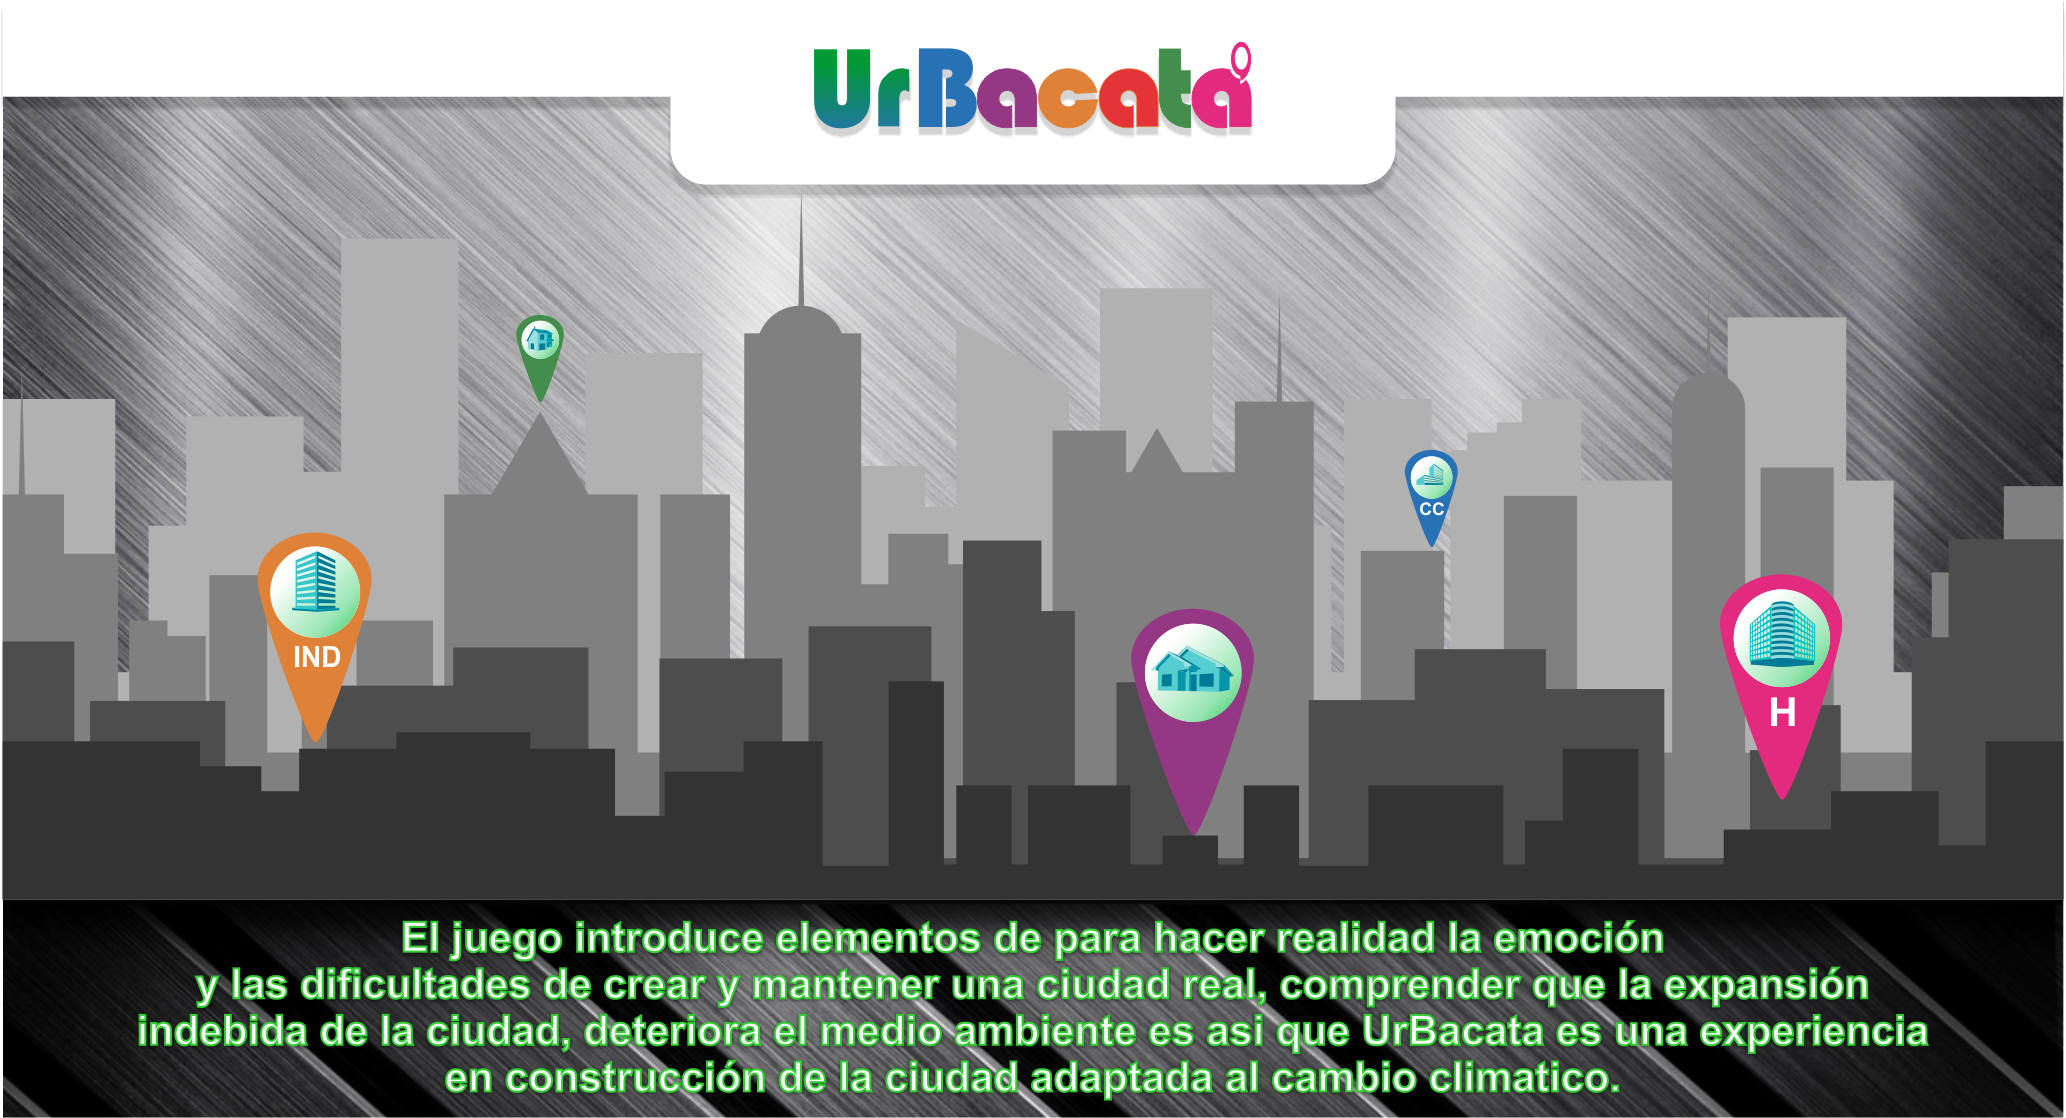 UrBacata
CC
IND
H
El juego introduce elementos de para hacer realidad la emoción
y las dificultades de crear y mantener una ciudad real, comprender que la expansión
indebida de la ciudad, deteriora el medio ambiente es asi que UrBacata es una experiencia
en construcción de la ciudad adaptada al cambio climatico.